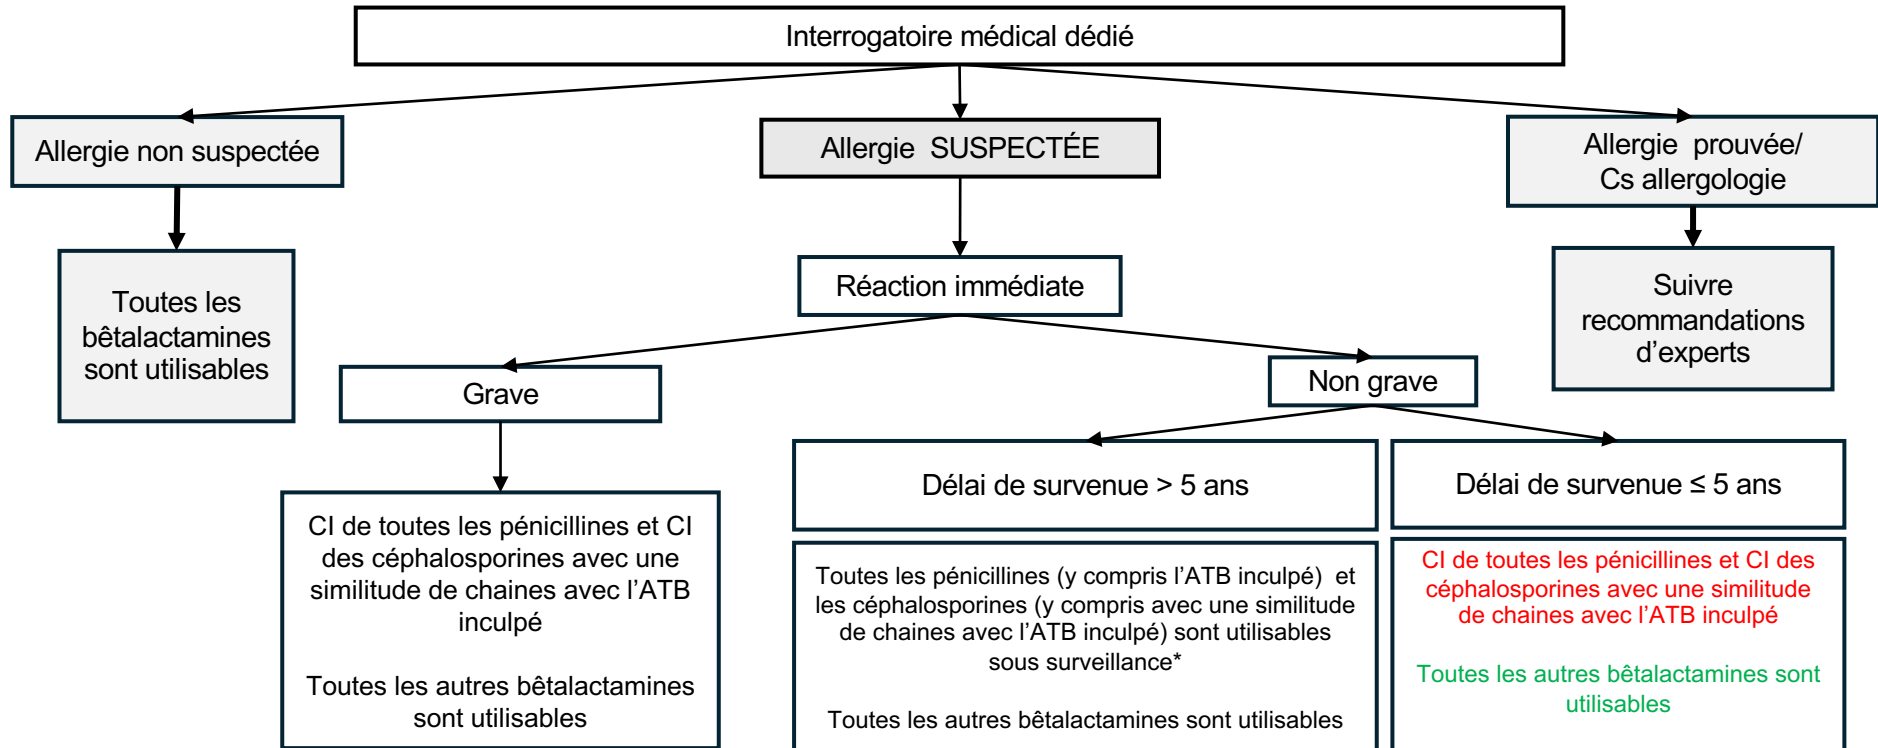 Interrogatoire médical dédié
Allergie non suspectée
Allergie SUSPECTÉE
Allergie prouvée/
Cs allergologie
Toutes les
bêtalactamines
sont utilisables
Réaction immédiate
Suivre
recommandations
d’experts
Grave
Non grave
Délai de survenue > 5 ans
Délai de survenue ≤ 5 ans
CI de toutes les pénicillines et CI
des céphalosporines avec une
similitude de chaines avec l’ATB
inculpé
Toutes les autres bêtalactamines
sont utilisables
Toutes les pénicillines (y compris l’ATB inculpé) et
les céphalosporines (y compris avec une similitude
de chaines avec l’ATB inculpé) sont utilisables
sous surveillance*
Toutes les autres bêtalactamines sont utilisables
CI de toutes les pénicillines et CI des
céphalosporines avec une similitude
de chaines avec l’ATB inculpé
Toutes les autres bêtalactamines sont
utilisables